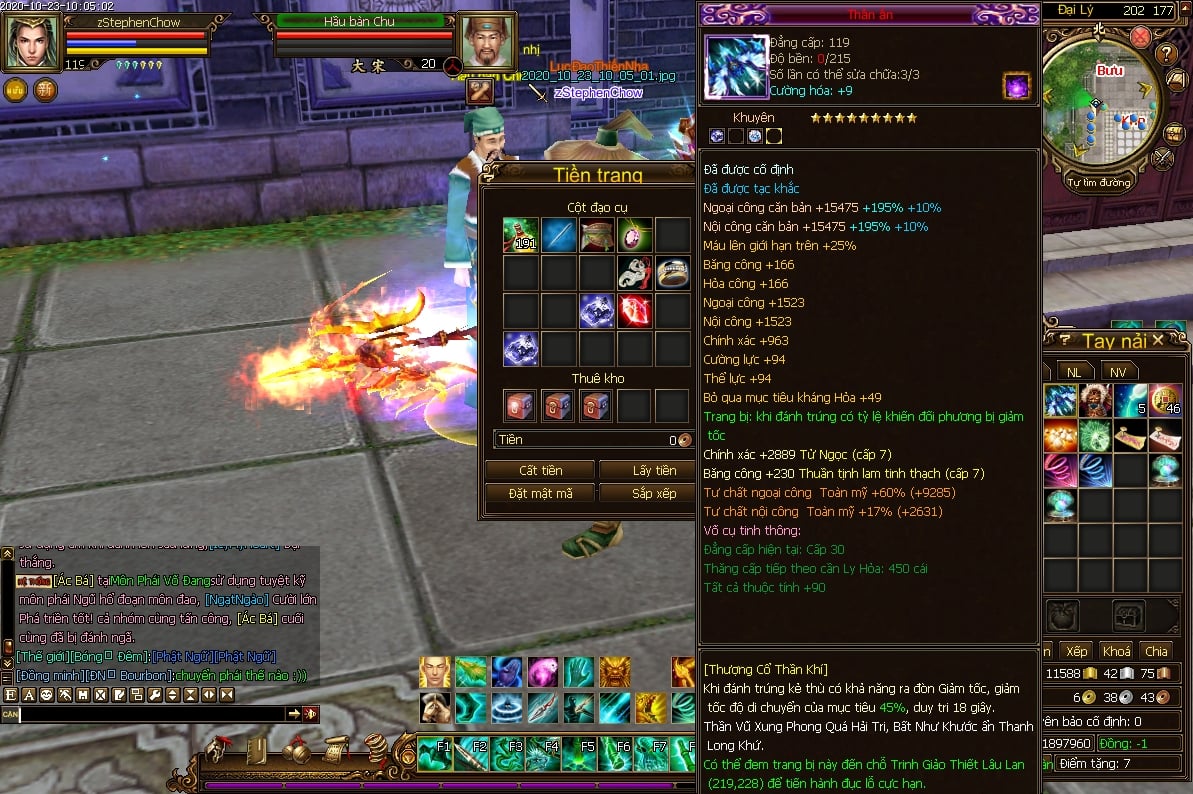 2020-10-23-10:05:02
zStephenChow
119
Hầu bàn Chu
大宋 20
nhị
LụcĐạoThiênNha
2020_10_23_10_05_01.jpg
zStephenChow
Tiền trang
Cột đạo cụ
191
Thuê kho
Tiền 0
Cất tiền
Lấy tiền
Đặt mật mã
Sắp xếp
Thần ân
Đẳng cấp: 119
Độ bền: 0/215
Số lần có thể sửa chữa:3/3
Cường hóa: +9
Khuyên
Đã được cố định
Đã được tạc khắc
Ngoại công căn bản +15475 +195% +10%
Nội công căn bản +15475 +195% +10%
Máu lên giới hạn trên +25%
Băng công +166
Hỏa công +166
Ngoại công +1523
Nội công +1523
Chính xác +963
Cường lực +94
Thể lực +94
Bỏ qua mục tiêu kháng Hỏa +49
Trang bị: khi đánh trúng có tỷ lệ khiến đối phương bị giảm
tốc
Chính xác +2889 Tử Ngọc (cấp 7)
Băng công +230 Thuần tịnh lam tinh thạch (cấp 7)
Tư chất ngoại công Toàn mỹ +60% (+9285)
Tư chất nội công Toàn mỹ +17% (+2631)
Võ cụ tinh thông:
Đẳng cấp hiện tại: Cấp 30
Thăng cấp tiếp theo cần Ly Hỏa: 450 cái
Tất cả thuộc tính +90
[Thượng Cổ Thần Khí]
Khi đánh trúng kẻ thù có khả năng ra đòn Giảm tốc, giảm
tốc độ di chuyển của mục tiêu 45%, duy trì 18 giây.
Thần Vũ Xung Phong Quá Hải Tri, Bất Như Khước ẩn Thanh
Long Khứ.
Có thể đem trang bị này đến chỗ Trinh Giảo Thiết Lâu Lan
(219,228) để tiến hành đục lỗ cực hạn.
Đại Lý 202 177
北
Bưu
Tự tìm đường
Tay nải
NL
NV
5
46
Xếp
Khoá
Chia
11588 42 75
6 38 43
yên bảo cố định: 0
1897960 Đồng: -1
Điểm tặng: 7
thắng.
[Ác Bá] tạiMôn Phái Võ Đangsử dụng tuyệt kỹ
môn phái Ngũ hổ đoạn môn đao, [NgạtNgào] Cười lớn
Phá triển tốt! cả nhóm cùng tấn công, [Ác Bá] cuối
cùng đã bị đánh ngã.
[Thế giới][Bóng Đêm]:[Phật Ngữ][Phật Ngữ]
[Đồng minh][ĐN Bourbon]:chuyển phái thế nào :))
CẬN
F1 F2 F3 F4 F5 F6 F7